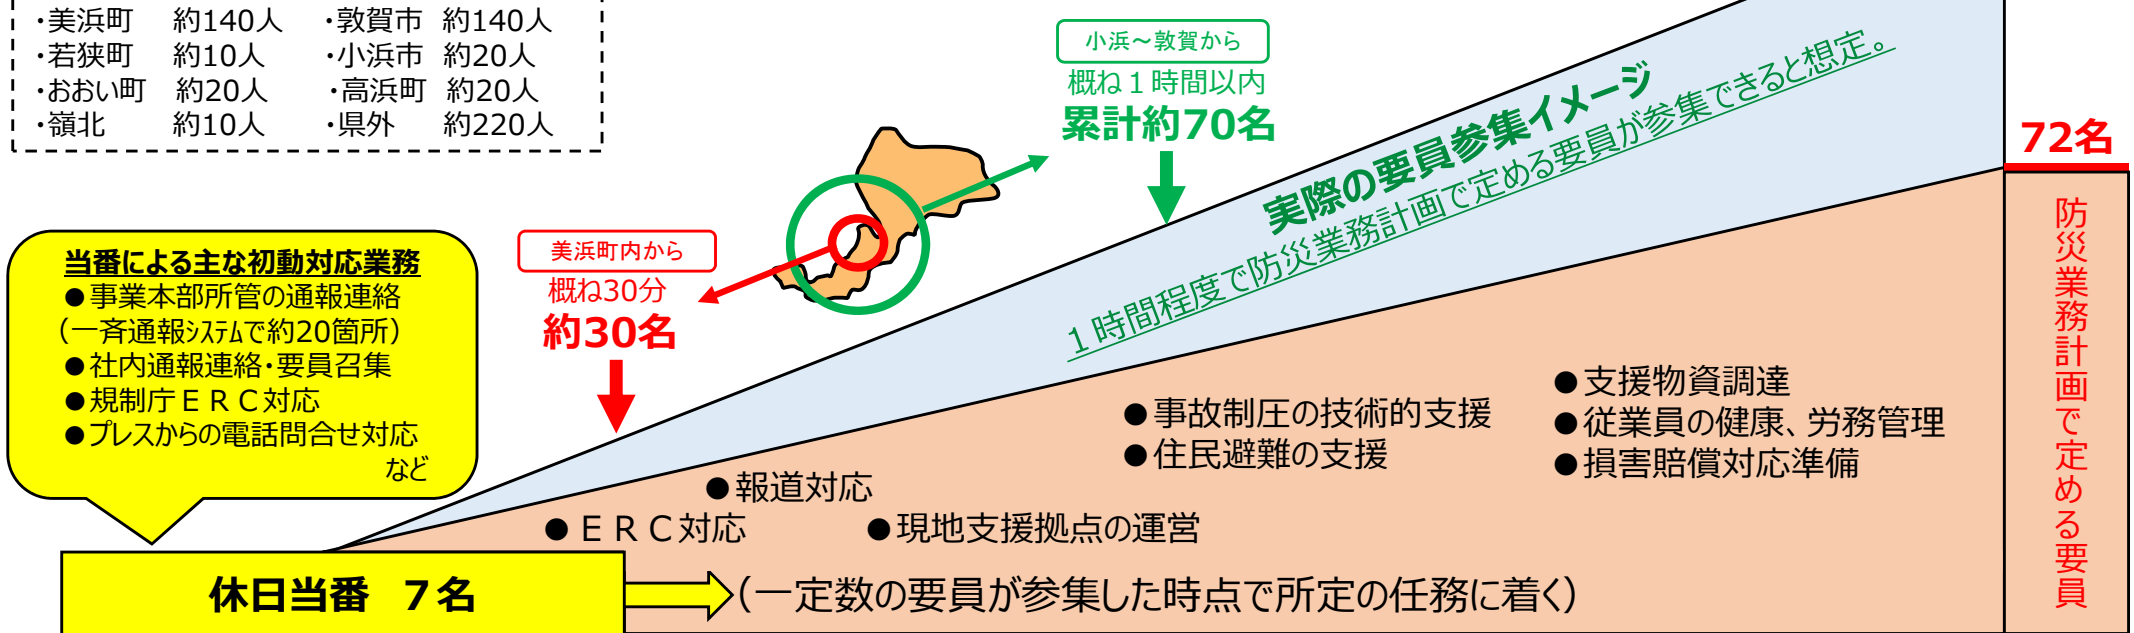 ・美浜町　約140人　・敦賀市　約140人
・若狭町　約10人　・小浜市　約20人
・おおい町　約20人　・高浜町　約20人
・嶺北　約10人　・県外　約220人
小浜～敦賀から
概ね１時間以内
累計約70名
実際の要員参集イメージ
１時間程度で防災業務計画で定める要員が参集できると想定。
72名
防災業務計画で定める要員
美浜町内から
概ね30分
約30名
当番による主な初動対応業務
●事業本部所管の通報連絡
（一斉通報ｼｽﾃﾑで約20箇所）
●社内通報連絡・要員召集
●規制庁ＥＲＣ対応
●プレスからの電話問合せ対応
など
●事故制圧の技術的支援
●住民避難の支援
●支援物資調達
●従業員の健康、労務管理
●損害賠償対応準備
●報道対応
●ＥＲＣ対応　●現地支援拠点の運営
休日当番　７名
（一定数の要員が参集した時点で所定の任務に着く）